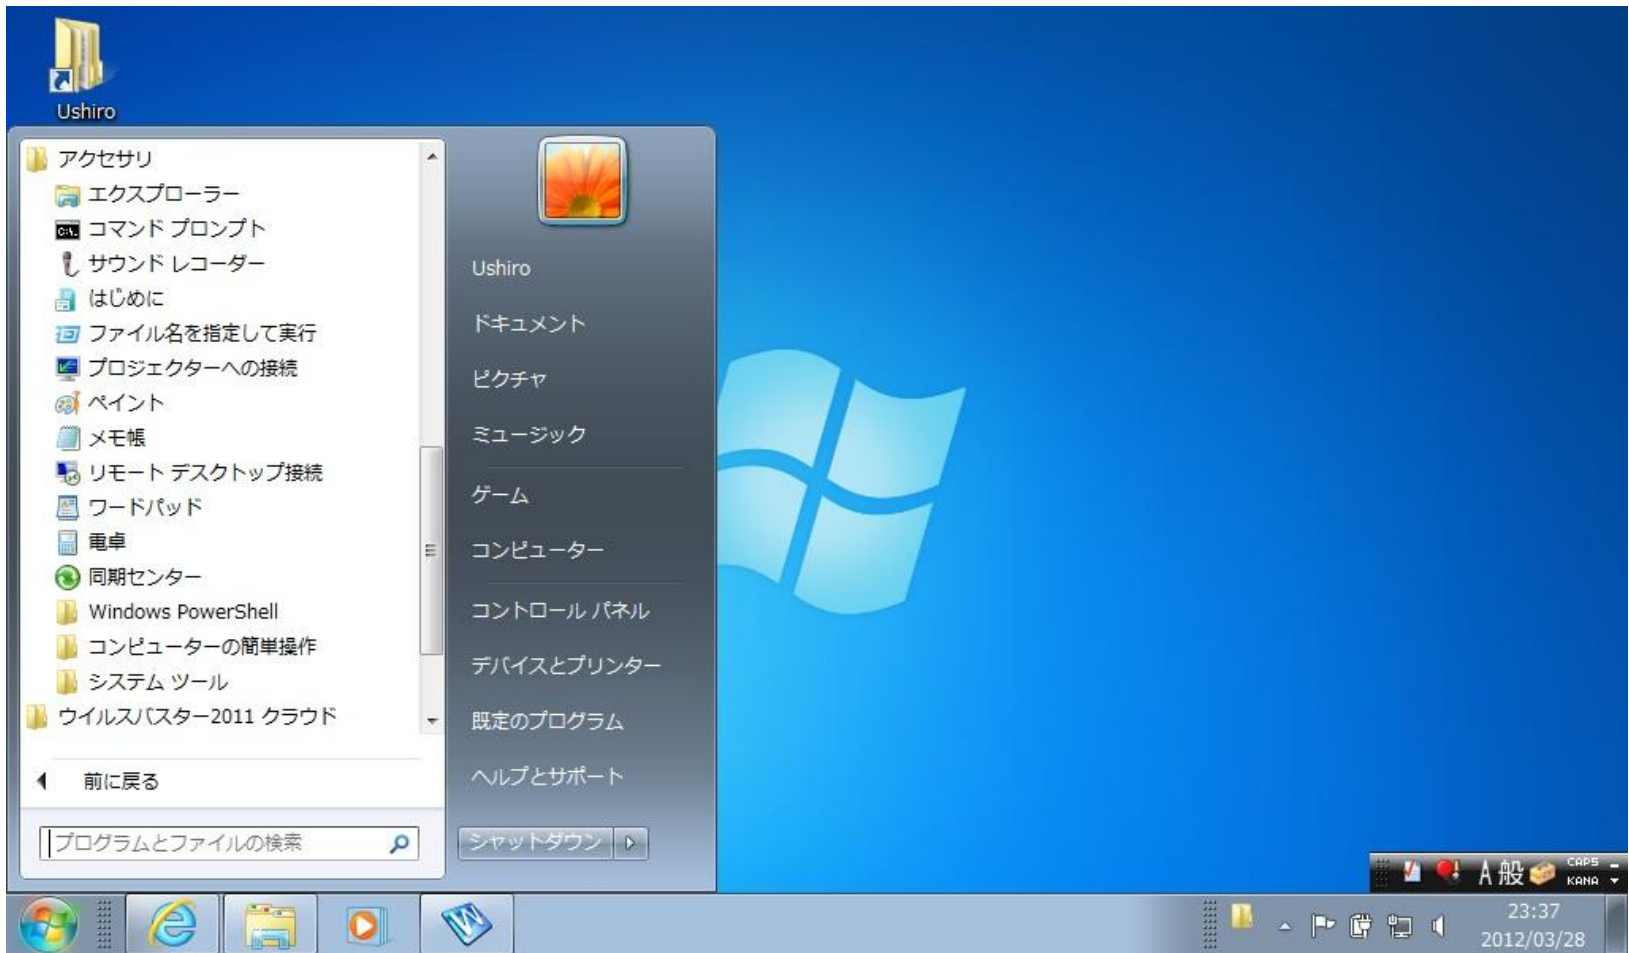 Ushiro
アクセサリ
エクスプローラー
コマンド プロンプト
サウンド レコーダー
はじめに
ファイル名を指定して実行
プロジェクターへの接続
ペイント
メモ帳
リモート デスクトップ接続
ワードパッド
電卓
同期センター
Windows PowerShell
コンピューターの簡単操作
システム ツール
ウイルスバスター2011 クラウド
前に戻る
プログラムとファイルの検索
Ushiro
ドキュメント
ピクチャ
ミュージック
ゲーム
コンピューター
コントロール パネル
デバイスとプリンター
既定のプログラム
ヘルプとサポート
シャットダウン
A 般
CAPS
KANA
23:37
2012/03/28